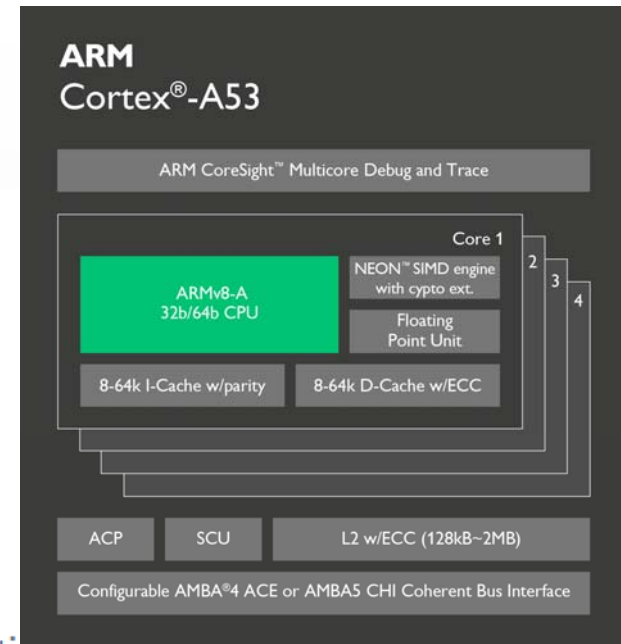 ARM
Cortex®-A53
ARM CoreSight™ Multicore Debug and Trace
Core 1
2
3
4
ARMv8-A
32b/64b CPU
NEON™ SIMD engine
with cypto ext.
Floating
Point Unit
8-64k I-Cache w/parity
8-64k D-Cache w/ECC
ACP
SCU
L2 w/ECC (128kB~2MB)
Configurable AMBA®4 ACE or AMBA5 CHI Coherent Bus Interface